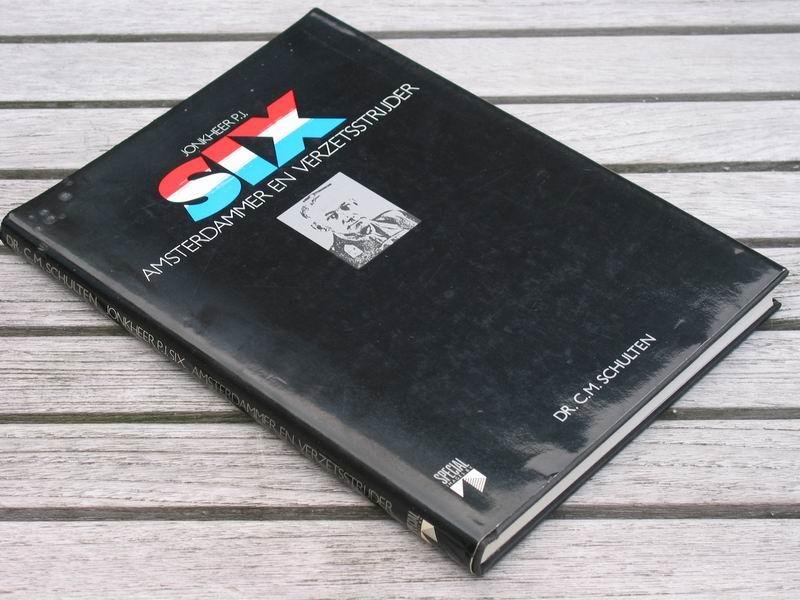 JONKHEER P.J.
SIX
AMSTERDAMMER EN VERZETSSTRIJDER
DR. C.M. SCHULTEN
SPECIAL
DR. C.M. SCHULTEN JONKHEER P.J. SIX AMSTERDAMMER EN VERZETSSTRIJDER